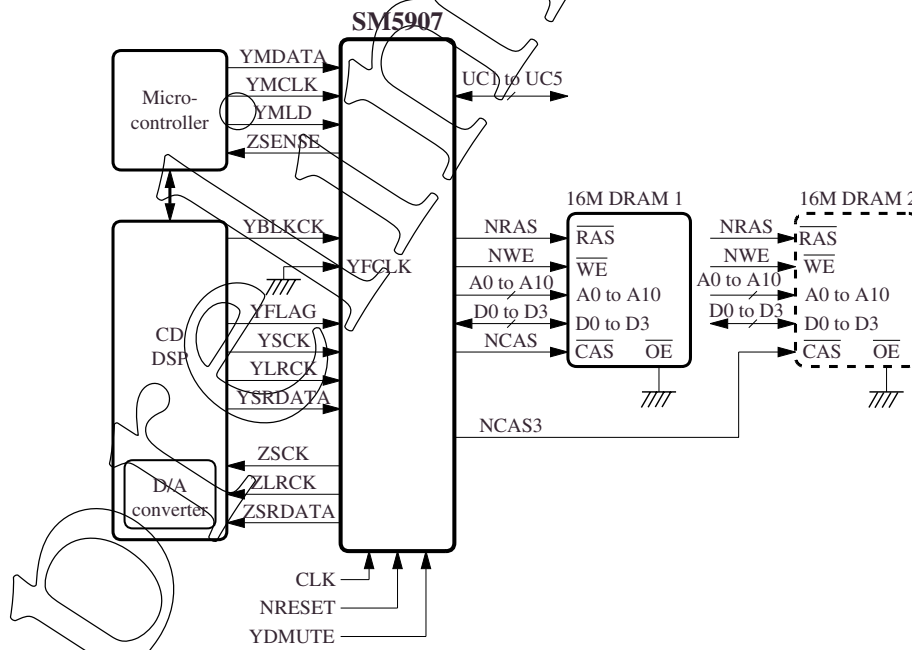 SM5907
Micro-
controller
YMDATA
YMCLK
YMLD
ZSENSE
UC1 to UC5
CD
DSP
YBLKCK
YFCLK
YFLAG
YSCK
YLRCK
YSRDATA
D/A
converter
ZSCK
ZLRCK
ZSRDATA
CLK
NRESET
YDMUTE
NRAS
NWE
A0 to A10
D0 to D3
NCAS
NCAS3
16M DRAM 1
RAS
WE
A0 to A10
D0 to D3
CAS OE
16M DRAM 2
NRAS
NWE
A0 to A10
D0 to D3
RAS
WE
A0 to A10
D0 to D3
CAS OE